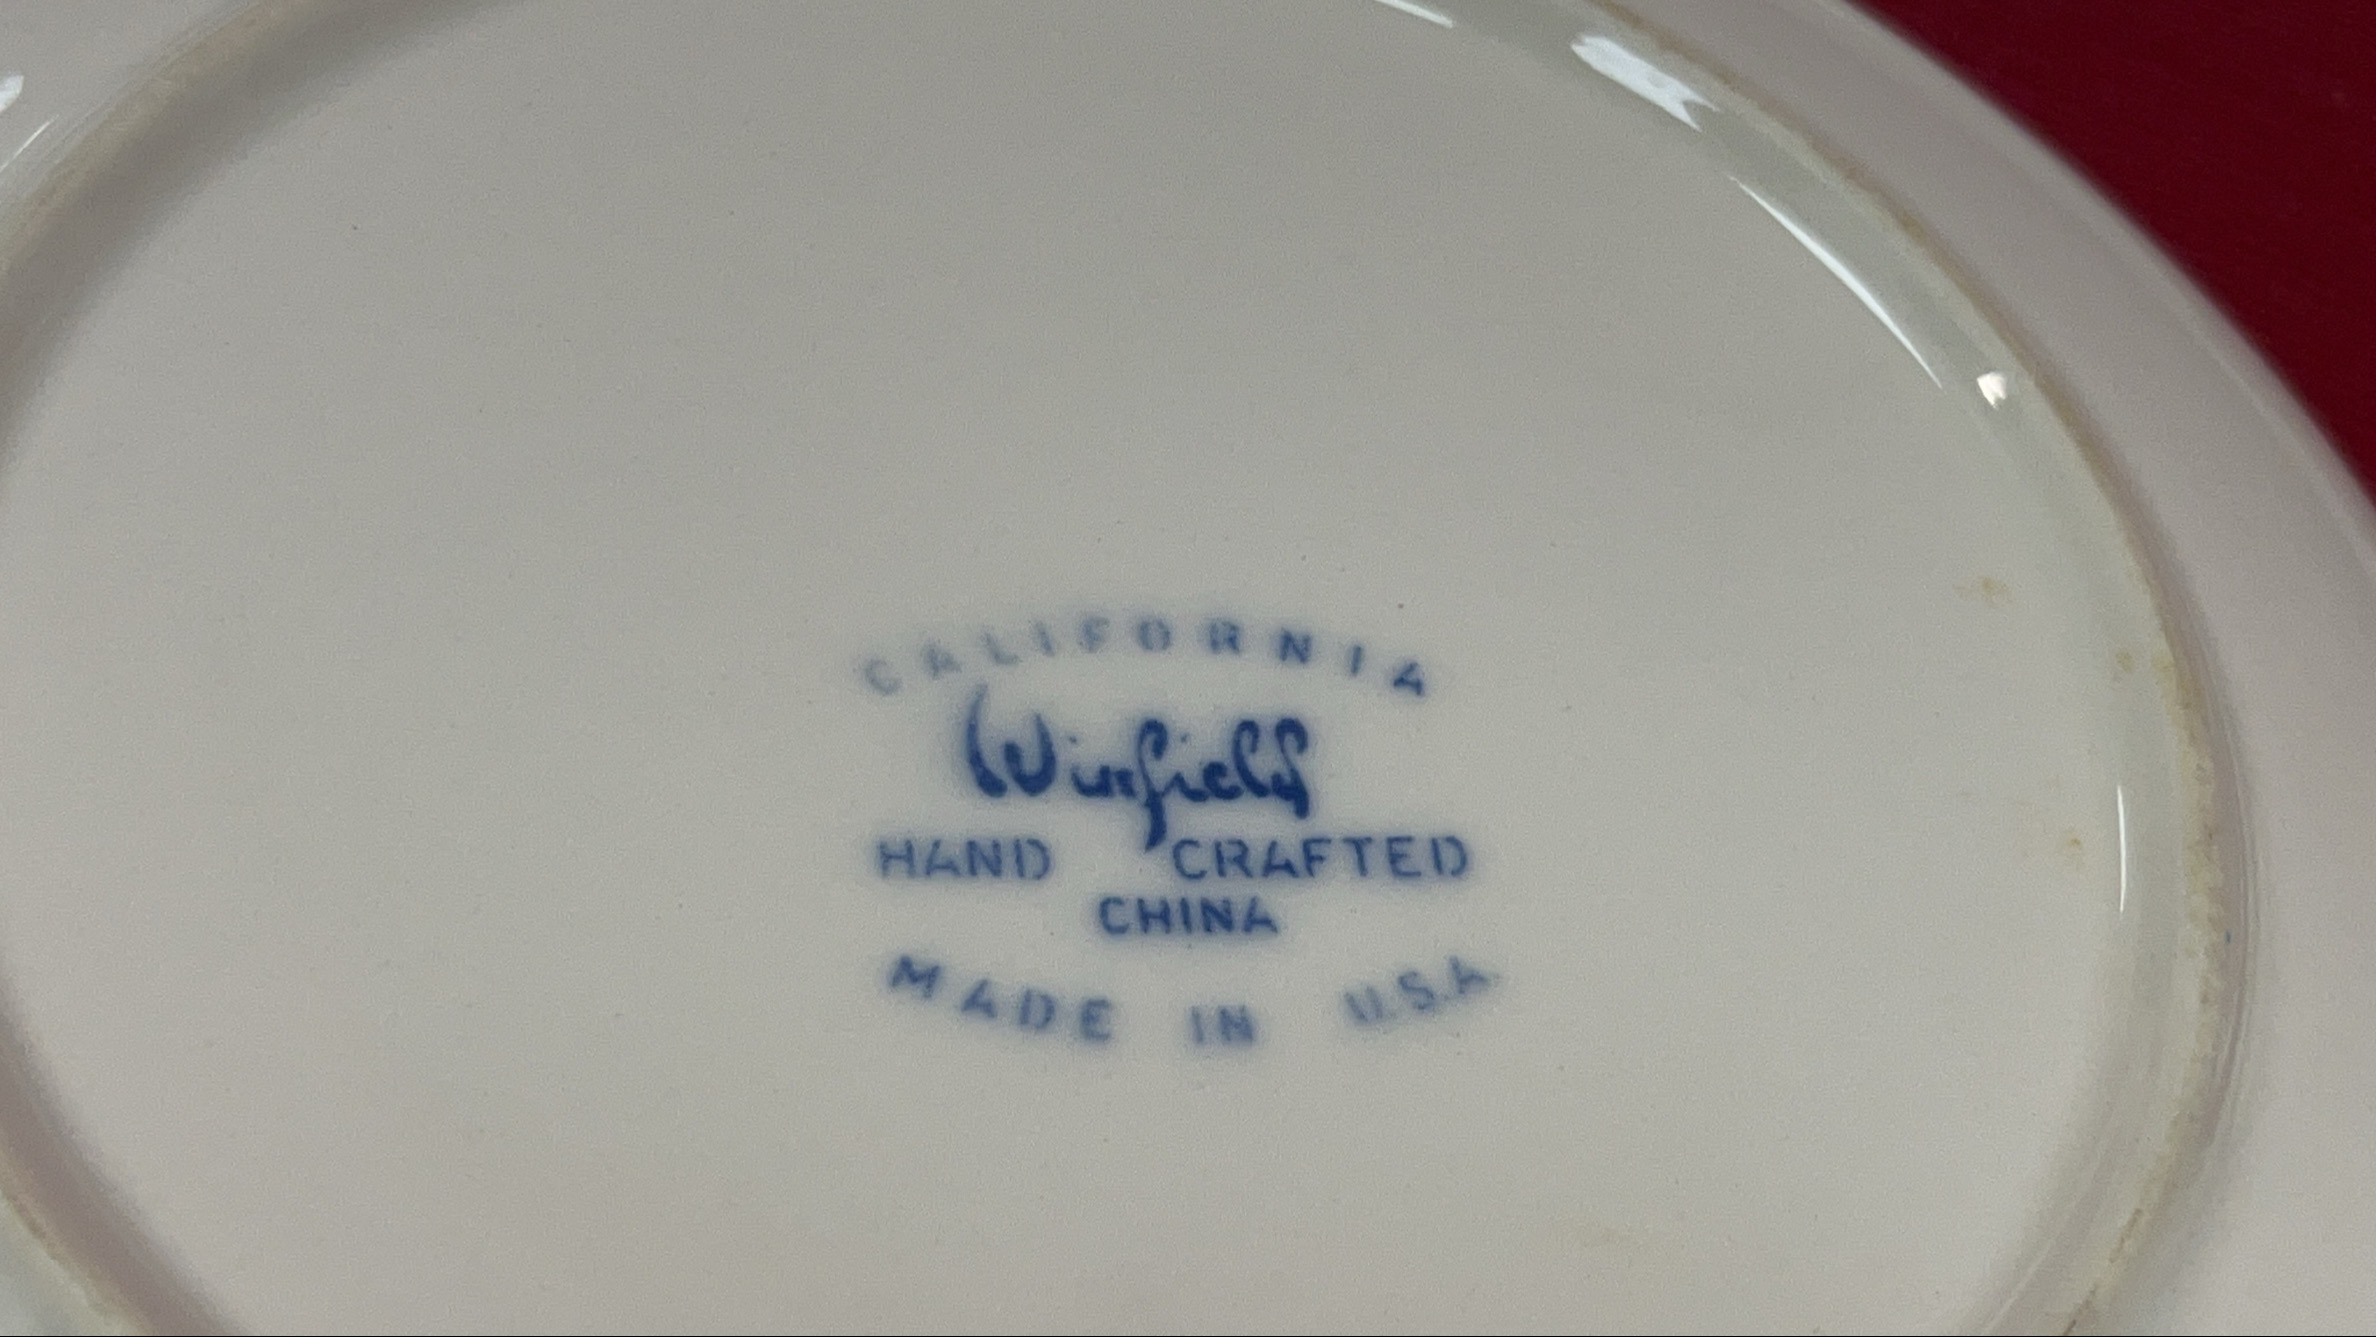 CALIFORNIA
Winfield
HAND CRAFTED
CHINA
MADE IN U.S.A.